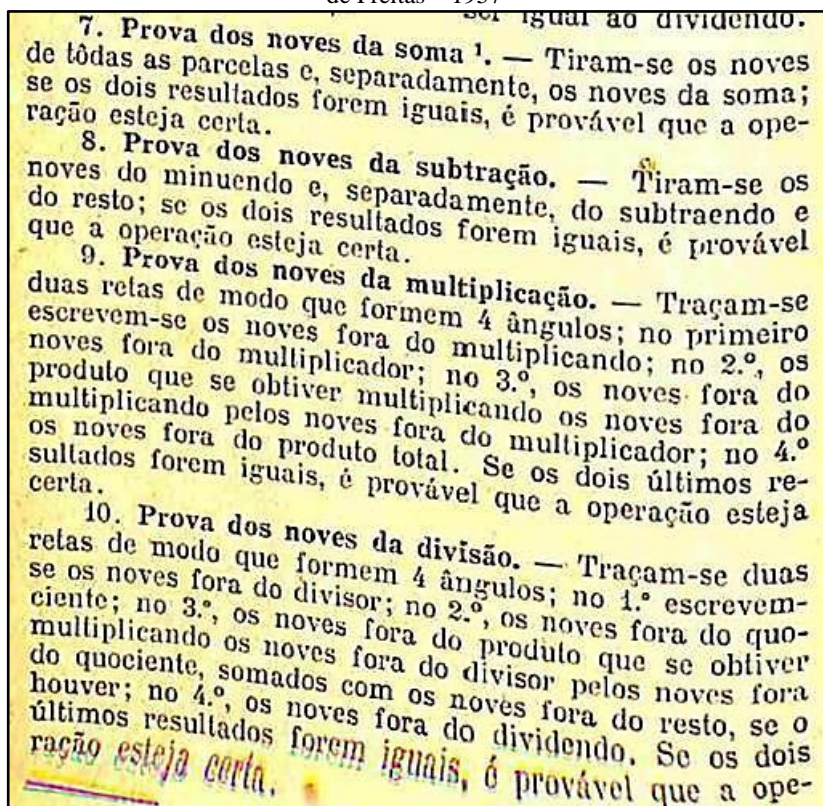 de Freitas – 1937
ser igual ao dividendo.
7. Prova dos noves da soma ¹. — Tiram-se os noves
de tôdas as parcelas e, separadamente, os noves da soma;
se os dois resultados forem iguais, é provável que a ope-
ração esteja certa.
8. Prova dos noves da subtração. — Tiram-se os
noves do minuendo e, separadamente, do subtraendo e
do resto; se os dois resultados forem iguais, é provável
que a operação esteja certa.
9. Prova dos noves da multiplicação. — Traçam-se
duas retas de modo que formem 4 ângulos; no primeiro
escrevem-se os noves fora do multiplicando; no 2.º, os
noves fora do multiplicador; no 3.º, os noves fora do
produto que se obtiver multiplicando os noves fora do
multiplicando pelos noves fora do multiplicador; no 4.º
os noves fora do produto total. Se os dois últimos re-
sultados forem iguais, é provável que a operação esteja
certa.
10. Prova dos noves da divisão. — Traçam-se duas
retas de modo que formem 4 ângulos; no 1.º escrevem-
se os noves fora do divisor; no 2.º, os noves fora do quo-
ciente; no 3.º, os noves fora do produto que se obtiver
multiplicando os noves fora do divisor pelos noves fora
do quociente, somados com os noves fora do resto, se o
houver; no 4.º, os noves fora do dividendo. Se os dois
últimos resultados forem iguais, é provável que a ope-
ração esteja certa.